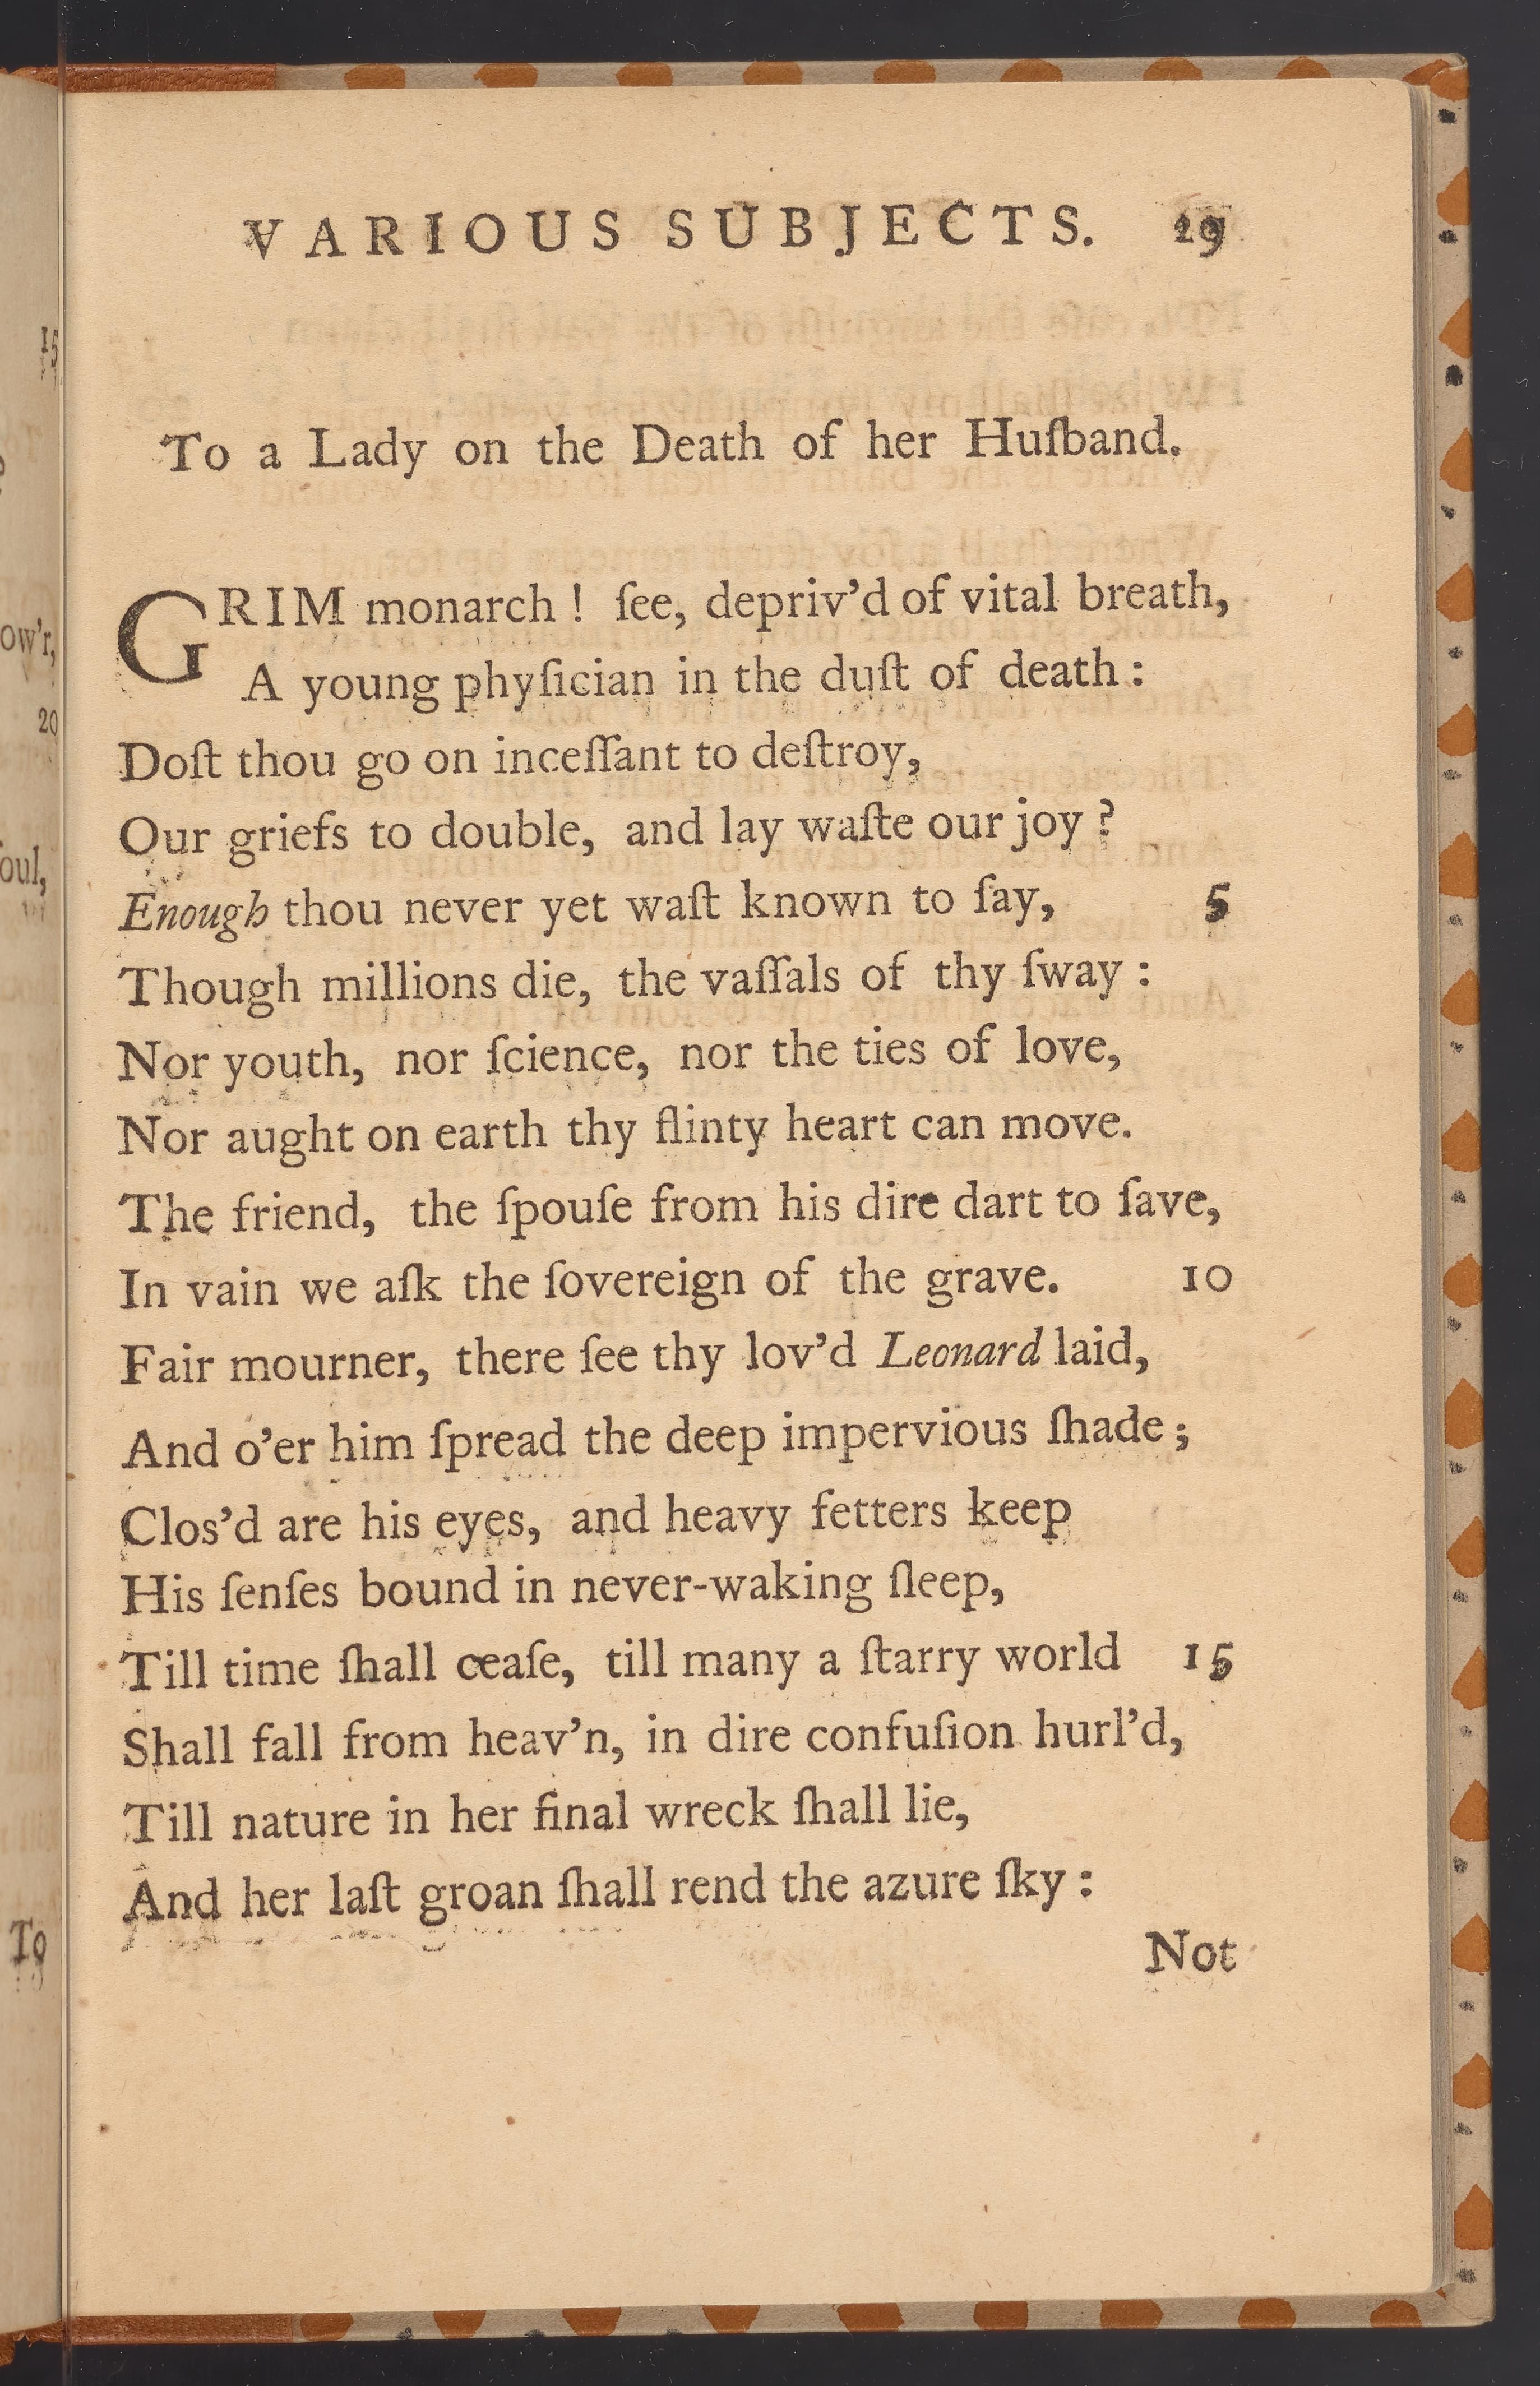 15
ow'r,
20
oul,
To
VARIOUS SUBJECTS. 29
To a Lady on the Death of her Huſband.
GRIM monarch ! ſee, depriv'd of vital breath,
A young phyſician in the duſt of death :
Doſt thou go on inceſſant to deſtroy,
Our griefs to double, and lay waſte our joy ?
Enough thou never yet waſt known to ſay, 5
Though millions die, the vaſſals of thy ſway :
Nor youth, nor ſcience, nor the ties of love,
Nor aught on earth thy flinty heart can move.
The friend, the ſpouſe from his dire dart to ſave,
In vain we aſk the ſovereign of the grave. 10
Fair mourner, there ſee thy lov'd Leonard laid,
And o'er him ſpread the deep impervious ſhade ;
Clos'd are his eyes, and heavy fetters keep
His ſenſes bound in never-waking ſleep,
Till time ſhall ceaſe, till many a ſtarry world 15
Shall fall from heav'n, in dire confuſion hurl'd,
Till nature in her final wreck ſhall lie,
And her laſt groan ſhall rend the azure ſky :
Not